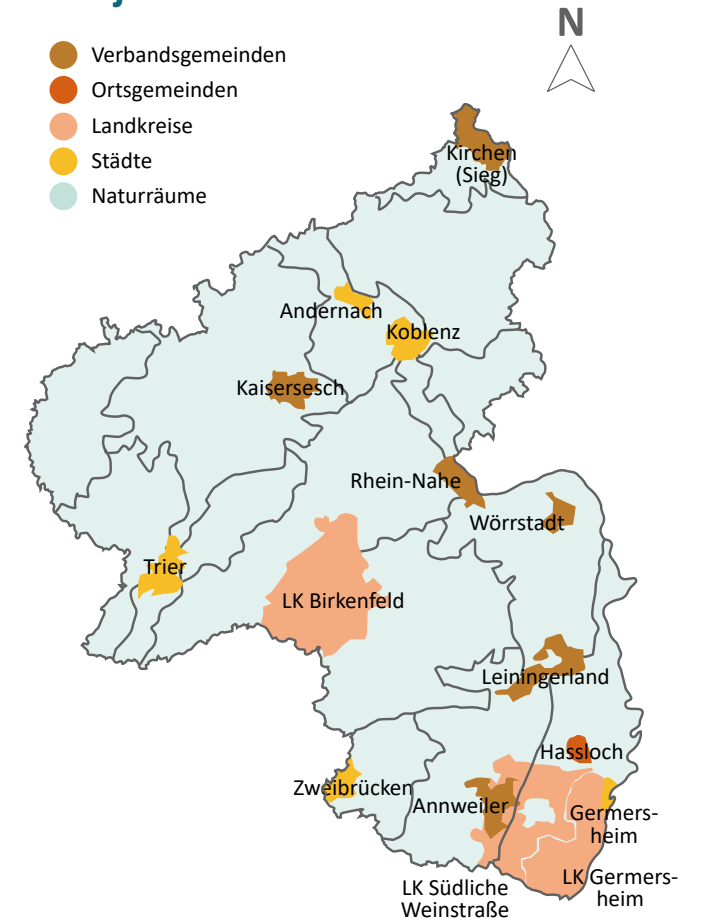 N
Verbandsgemeinden
Ortsgemeinden
Landkreise
Städte
Naturräume
Kirchen
(Sieg)
Andernach
Koblenz
Kaisersesch
Rhein-Nahe
Wörrstadt
Trier
LK Birkenfeld
Leiningerland
Hassloch
Zweibrücken
Annweiler
Germers-
heim
LK Germers-
heim
LK Südliche
Weinstraße